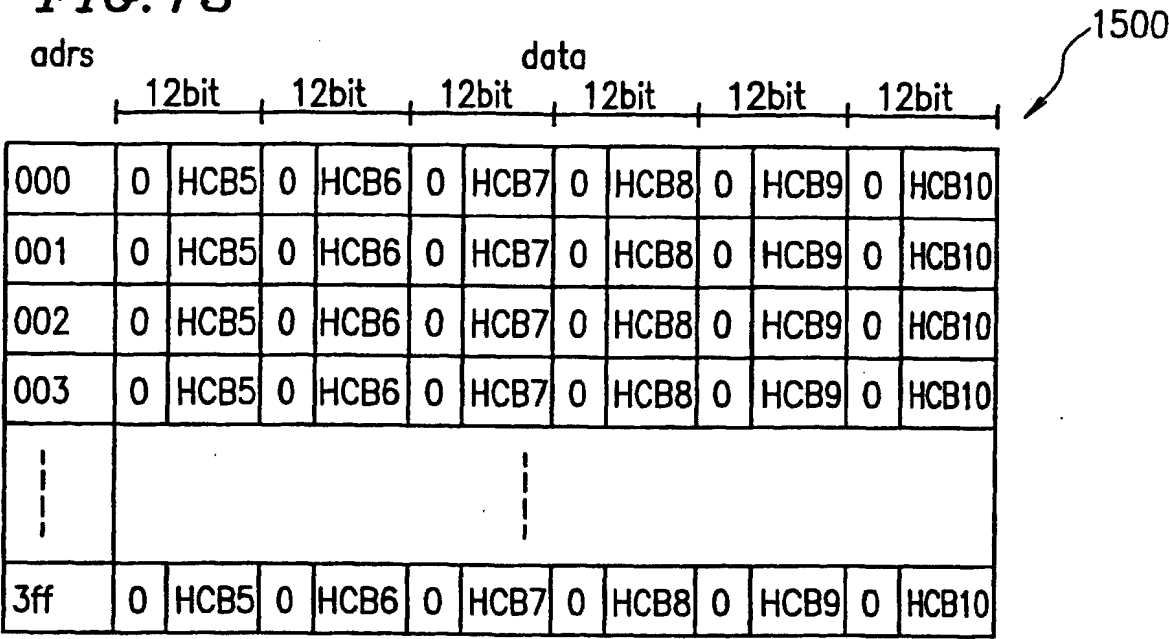 1500
adrs data
12bit 12bit 12bit 12bit 12bit 12bit
000 0 HCB5 0 HCB6 0 HCB7 0 HCB8 0 HCB9 0 HCB10
001 0 HCB5 0 HCB6 0 HCB7 0 HCB8 0 HCB9 0 HCB10
002 0 HCB5 0 HCB6 0 HCB7 0 HCB8 0 HCB9 0 HCB10
003 0 HCB5 0 HCB6 0 HCB7 0 HCB8 0 HCB9 0 HCB10
3ff 0 HCB5 0 HCB6 0 HCB7 0 HCB8 0 HCB9 0 HCB10